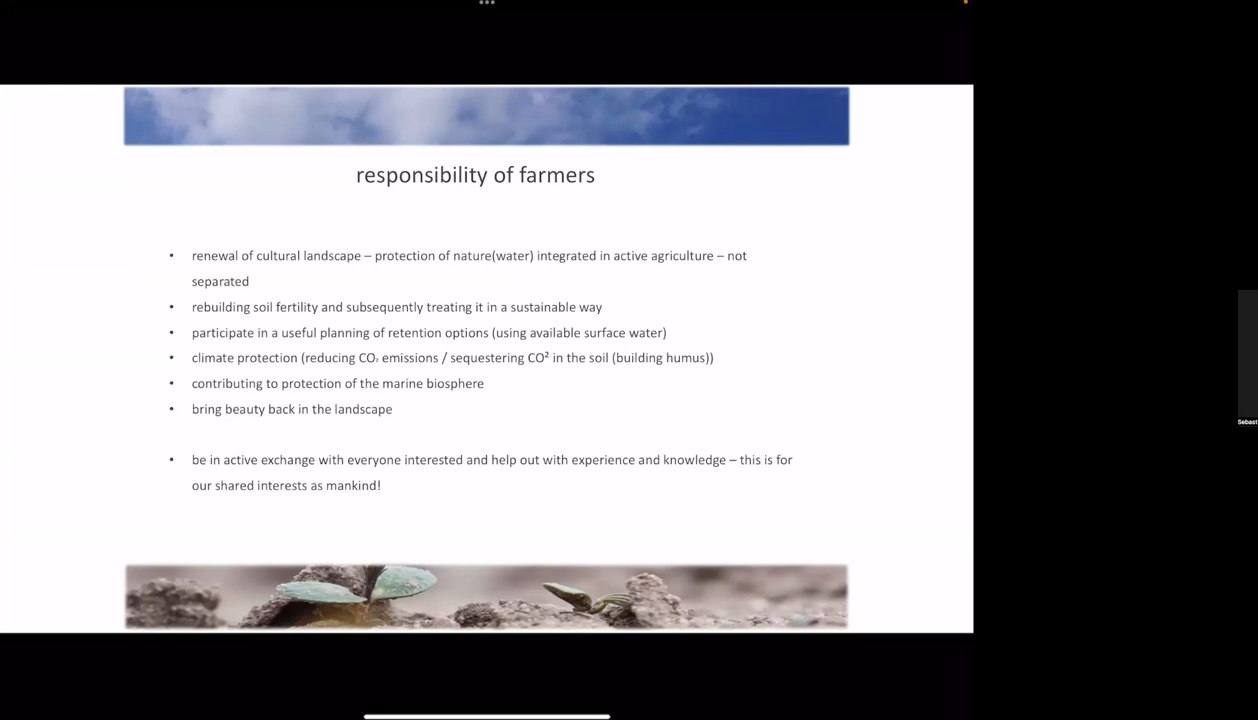 responsibility of farmers
• renewal of cultural landscape – protection of nature(water) integrated in active agriculture – not
separated
• rebuilding soil fertility and subsequently treating it in a sustainable way
• participate in a useful planning of retention options (using available surface water)
• climate protection (reducing CO₂ emissions / sequestering CO² in the soil (building humus))
• contributing to protection of the marine biosphere
• bring beauty back in the landscape
• be in active exchange with everyone interested and help out with experience and knowledge – this is for
our shared interests as mankind!
Sebast